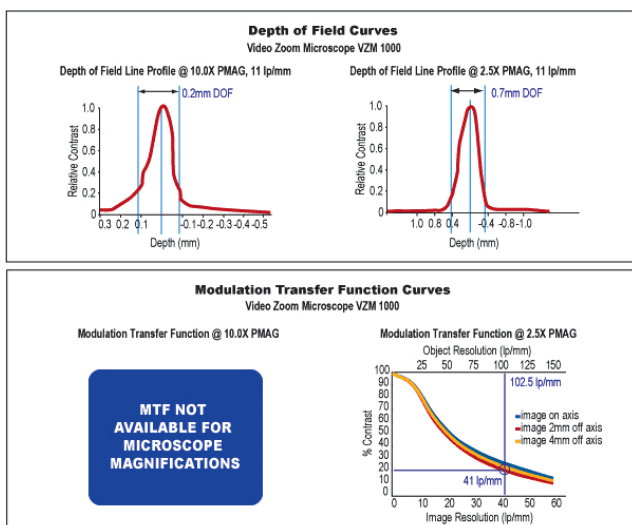 Depth of Field Curves
Video Zoom Microscope VZM 1000
Depth of Field Line Profile @ 10.0X PMAG, 11 lp/mm
0.2mm DOF
Relative Contrast
1.0
0.8
0.6
0.4
0.2
0
0.3 0.2 0.1 -0.1 -0.2 -0.3 -0.4 -0.5
Depth (mm)
Depth of Field Line Profile @ 2.5X PMAG, 11 lp/mm
0.7mm DOF
Relative Contrast
1.0
0.8
0.6
0.4
0.2
0
1.0 0.8 0.4 -0.4 -0.8 -1.0
Depth (mm)
Modulation Transfer Function Curves
Video Zoom Microscope VZM 1000
Modulation Transfer Function @ 10.0X PMAG
MTF NOT
AVAILABLE FOR
MICROSCOPE
MAGNIFICATIONS
Modulation Transfer Function @ 2.5X PMAG
Object Resolution (lp/mm)
25 50 75 100 125 150
102.5 lp/mm
% Contrast
100
90
80
70
60
50
40
30
20
10
0
image on axis
image 2mm off axis
image 4mm off axis
41 lp/mm
0 10 20 30 40 50 60
Image Resolution (lp/mm)